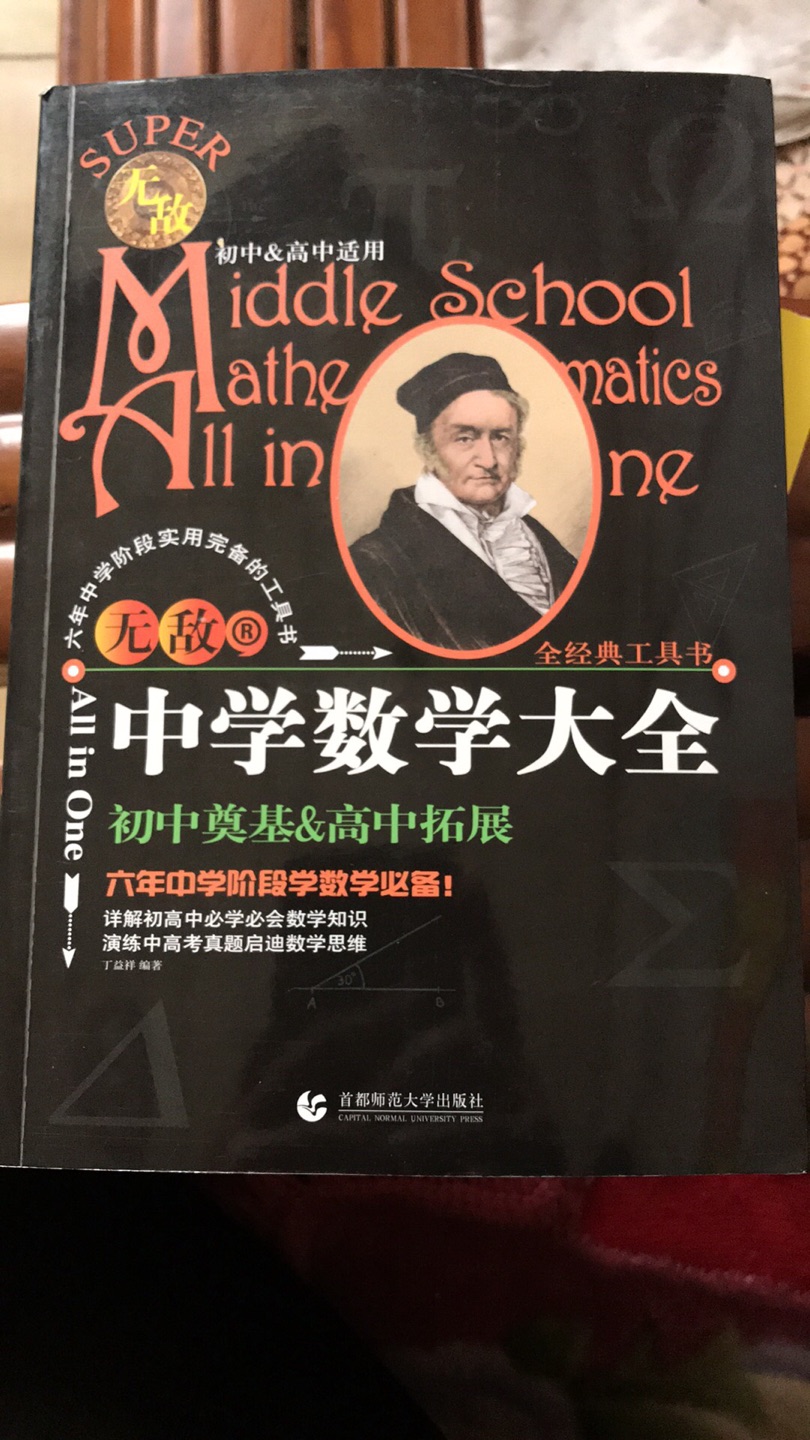 SUPER
无敌
初中&高中适用
Middle School
Mathematics
All in One
六年中学阶段实用完备的工具书
无敌®
全经典工具书
All in One
中学数学大全
初中奠基&高中拓展
六年中学阶段学数学必备!
详解初高中必学必会数学知识
演练中高考真题启迪数学思维
丁益祥 编著
30°
A B
首都师范大学出版社
CAPITAL NORMAL UNIVERSITY PRESS